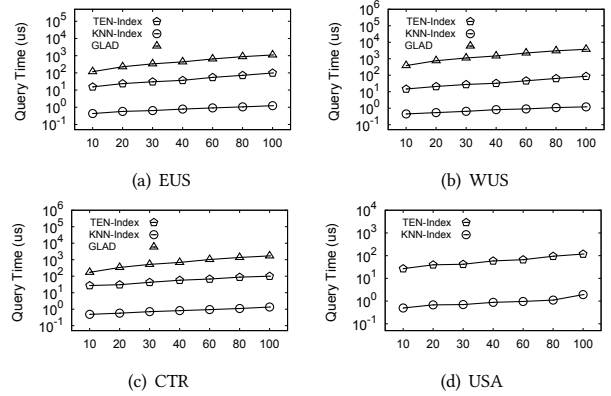 TEN-Index
KNN-Index
GLAD
Query Time (us)
10^6
10^5
10^4
10^3
10^2
10^1
10^0
10^-1
10 20 30 40 60 80 100
(a) EUS
TEN-Index
KNN-Index
GLAD
Query Time (us)
10^6
10^5
10^4
10^3
10^2
10^1
10^0
10^-1
10 20 30 40 60 80 100
(b) WUS
TEN-Index
KNN-Index
GLAD
Query Time (us)
10^6
10^5
10^4
10^3
10^2
10^1
10^0
10^-1
10 20 30 40 60 80 100
(c) CTR
TEN-Index
KNN-Index
Query Time (us)
10^4
10^2
10^1
10^0
10^-1
10 20 30 40 60 80 100
(d) USA